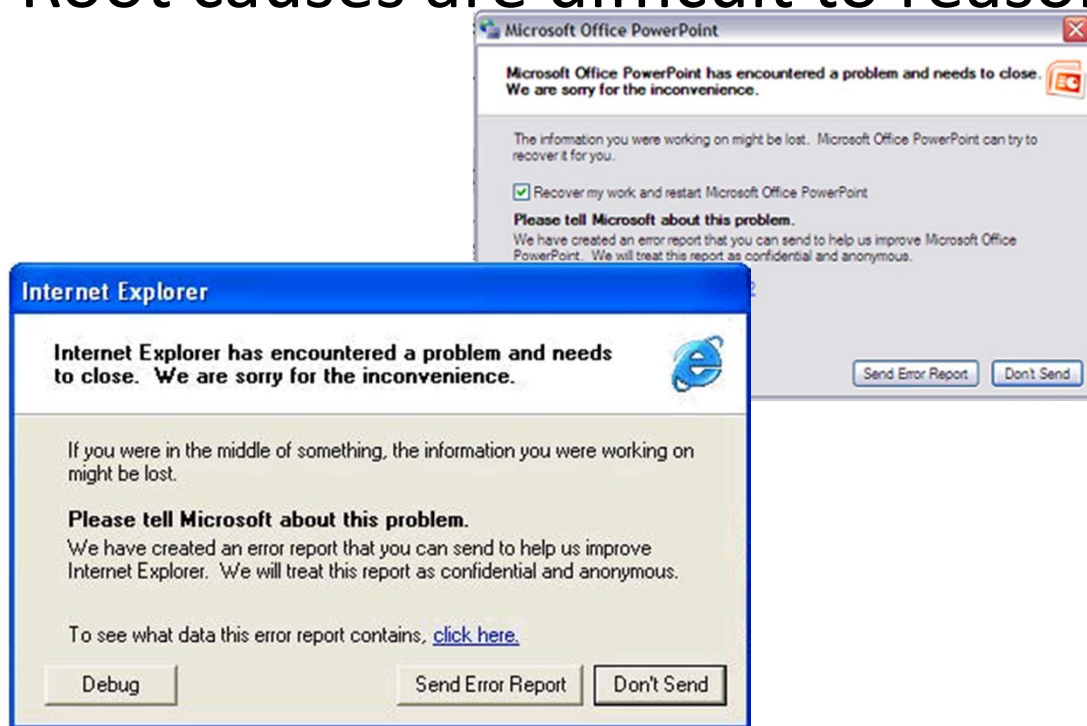 Root causes are difficult to reason
Microsoft Office PowerPoint
Microsoft Office PowerPoint has encountered a problem and needs to close.
We are sorry for the inconvenience.
The information you were working on might be lost. Microsoft Office PowerPoint can try to
recover it for you.
Recover my work and restart Microsoft Office PowerPoint
Please tell Microsoft about this problem.
We have created an error report that you can send to help us improve Microsoft Office
PowerPoint. We will treat this report as confidential and anonymous.
Send Error Report
Don't Send
Internet Explorer
Internet Explorer has encountered a problem and needs
to close. We are sorry for the inconvenience.
If you were in the middle of something, the information you were working on
might be lost.
Please tell Microsoft about this problem.
We have created an error report that you can send to help us improve
Internet Explorer. We will treat this report as confidential and anonymous.
To see what data this error report contains, click here.
Debug
Send Error Report
Don't Send